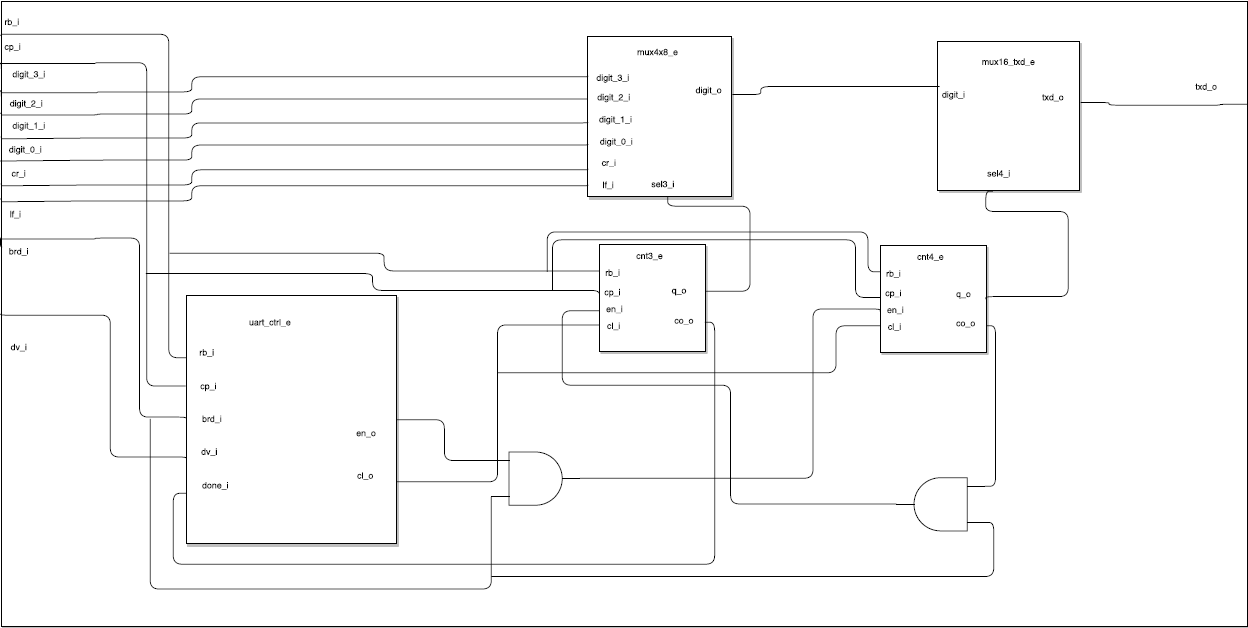 rb_i
cp_i
digit_3_i
digit_2_i
digit_1_i
digit_0_i
cr_i
lf_i
brd_i
dv_i
mux4x8_e
digit_3_i
digit_2_i
digit_1_i
digit_0_i
cr_i
lf_i
sel3_i
digit_o
mux16_txd_e
digit_i
txd_o
sel4_i
txd_o
cnt3_e
rb_i
cp_i
en_i
cl_i
q_o
co_o
cnt4_e
rb_i
cp_i
en_i
cl_i
q_o
co_o
uart_ctrl_e
rb_i
cp_i
brd_i
dv_i
done_i
en_o
cl_o